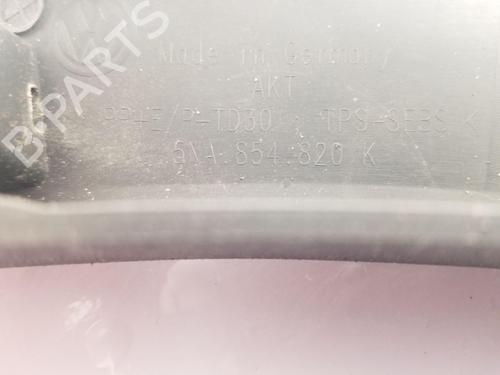 B-PARTS
Made in Germany
AKT
PP+E/P-TD30 TPS-SEBS
5NA 854 820 K